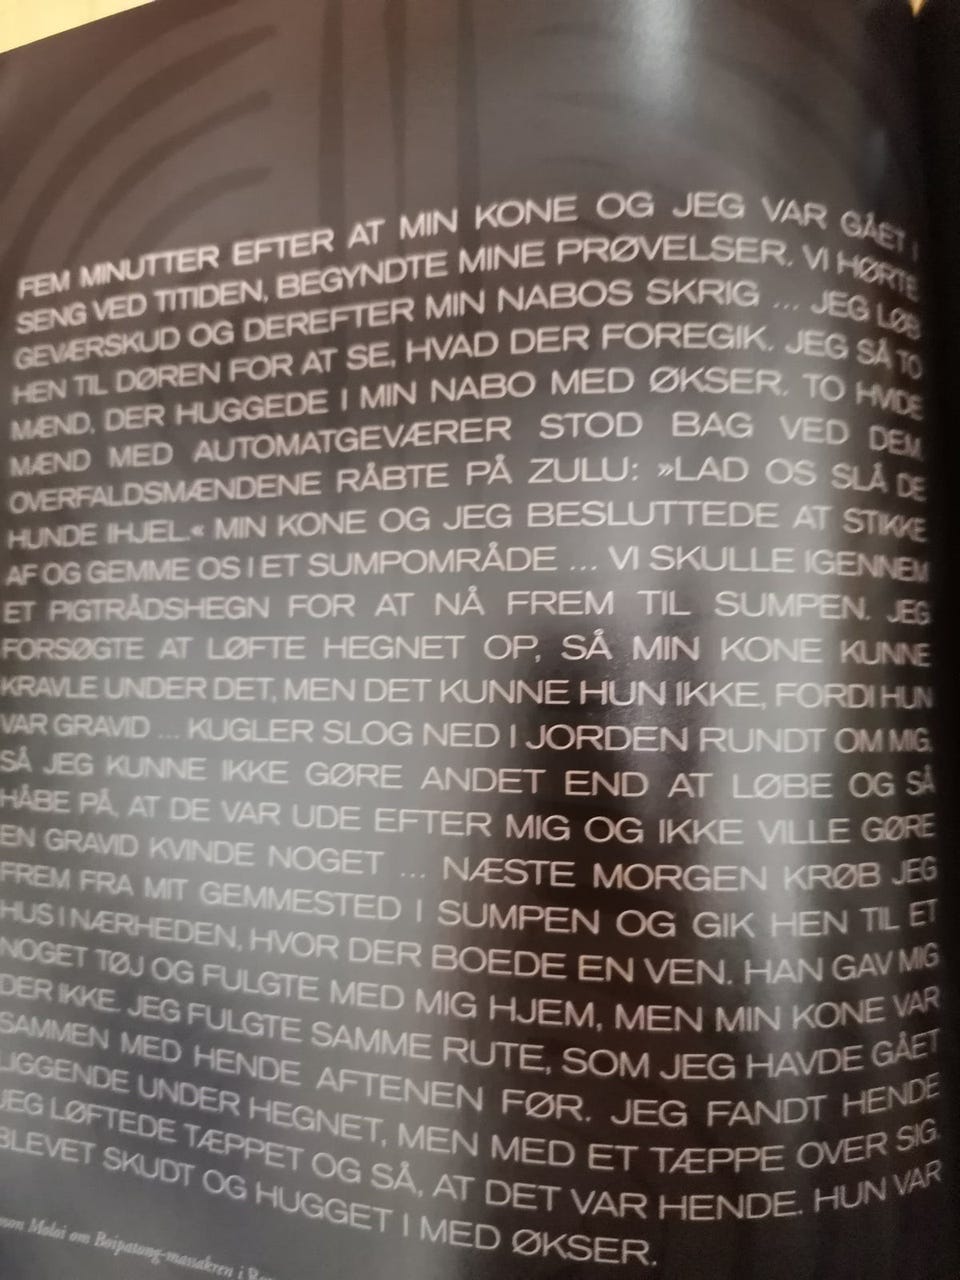 FEM MINUTTER EFTER AT MIN KONE OG JEG VAR GÅET I
SENG VED TITIDEN, BEGYNDTE MINE PRØVELSER. VI HØRTE
GEVÆRSKUD OG DEREFTER MIN NABOS SKRIG ... JEG LØB
HEN TIL DØREN FOR AT SE, HVAD DER FOREGIK. JEG SÅ TO
MÆND, DER HUGGEDE I MIN NABO MED ØKSER. TO HVIDE
MÆND MED AUTOMATGEVÆRER STOD BAG VED DEM.
OVERFALDSMÆNDENE RÅBTE PÅ ZULU: »LAD OS SLÅ DE
HUNDE IHJEL.« MIN KONE OG JEG BESLUTTEDE AT STIKKE
AF OG GEMME OS I ET SUMPOMRÅDE ... VI SKULLE IGENNEM
ET PIGTRÅDSHEGN FOR AT NÅ FREM TIL SUMPEN. JEG
FORSØGTE AT LØFTE HEGNET OP, SÅ MIN KONE KUNNE
KRAVLE UNDER DET, MEN DET KUNNE HUN IKKE, FORDI HUN
VAR GRAVID ... KUGLER SLOG NED I JORDEN RUNDT OM MIG,
SÅ JEG KUNNE IKKE GØRE ANDET END AT LØBE OG SÅ
HÅBE PÅ, AT DE VAR UDE EFTER MIG OG IKKE VILLE GØRE
EN GRAVID KVINDE NOGET ... NÆSTE MORGEN KRØB JEG
FREM FRA MIT GEMMESTED I SUMPEN OG GIK HEN TIL ET
HUS I NÆRHEDEN, HVOR DER BOEDE EN VEN. HAN GAV MIG
NOGET TØJ OG FULGTE MED MIG HJEM, MEN MIN KONE VAR
DER IKKE. JEG FULGTE SAMME RUTE, SOM JEG HAVDE GÅET
SAMMEN MED HENDE AFTENEN FØR. JEG FANDT HENDE
LIGGENDE UNDER HEGNET, MEN MED ET TÆPPE OVER SIG.
JEG LØFTEDE TÆPPET OG SÅ, AT DET VAR HENDE. HUN VAR
BLEVET SKUDT OG HUGGET I MED ØKSER.
Moloi om Boipatong-massakren i